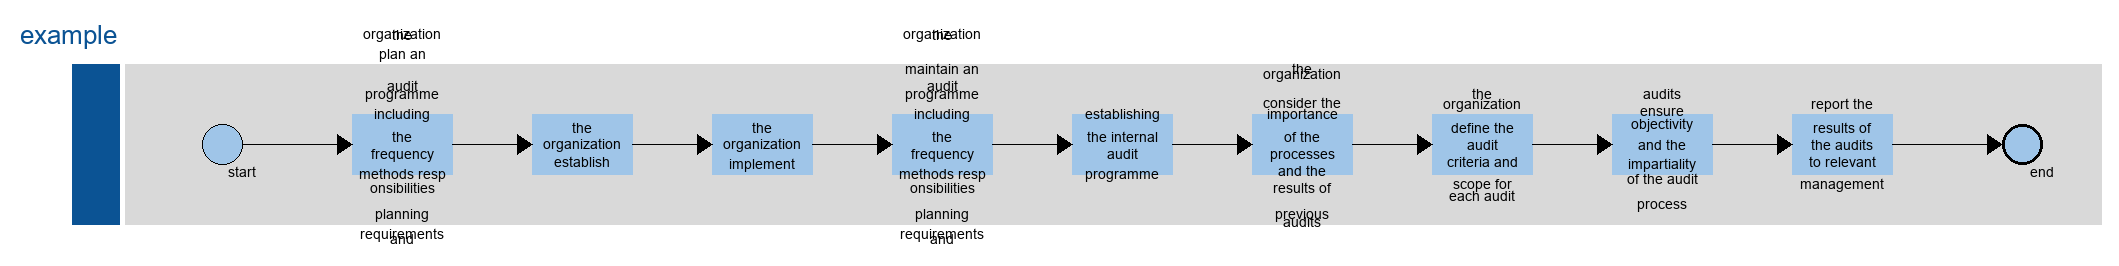 example
start
the
organization
plan an
audit
programme
including
the
frequency
methods resp
onsibilities
planning
requirements
and
the
organization
establish
the
organization
implement
the
organization
maintain an
audit
programme
including
the
frequency
methods resp
onsibilities
planning
requirements
and
establishing
the internal
audit
programme
the
organization
consider the
importance
of the
processes
and the
results of
previous
audits
the
organization
define the
audit
criteria and
scope for
each audit
audits
ensure
objectivity
and the
impartiality
of the audit
process
report the
results of
the audits
to relevant
management
end